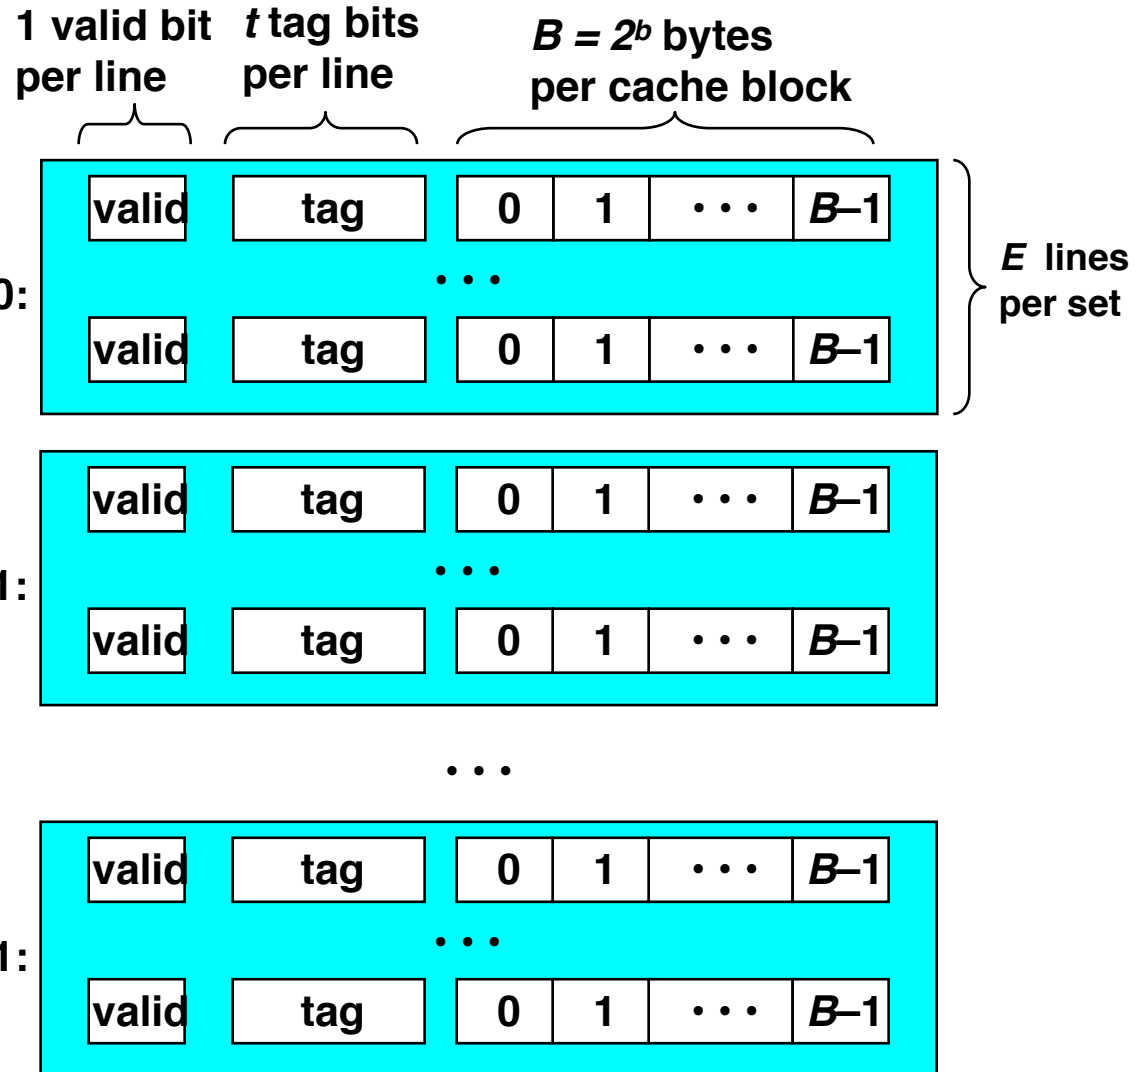 1 valid bit
per line
t tag bits
per line
B = 2ᵇ bytes
per cache block
valid tag 0 1 • • • B–1
• • •
0:
valid tag 0 1 • • • B–1
E lines
per set
valid tag 0 1 • • • B–1
• • •
1:
valid tag 0 1 • • • B–1
• • •
valid tag 0 1 • • • B–1
• • •
1:
valid tag 0 1 • • • B–1